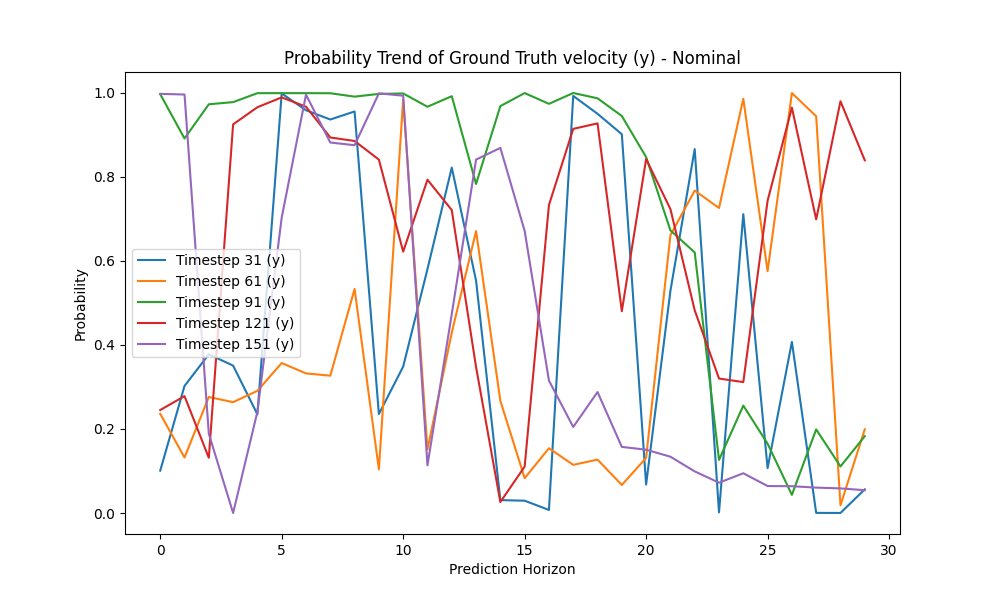 Probability Trend of Ground Truth velocity (y) - Nominal
1.0
0.8
0.6
0.4
0.2
0.0
Probability
Timestep 31 (y)
Timestep 61 (y)
Timestep 91 (y)
Timestep 121 (y)
Timestep 151 (y)
0 5 10 15 20 25 30
Prediction Horizon